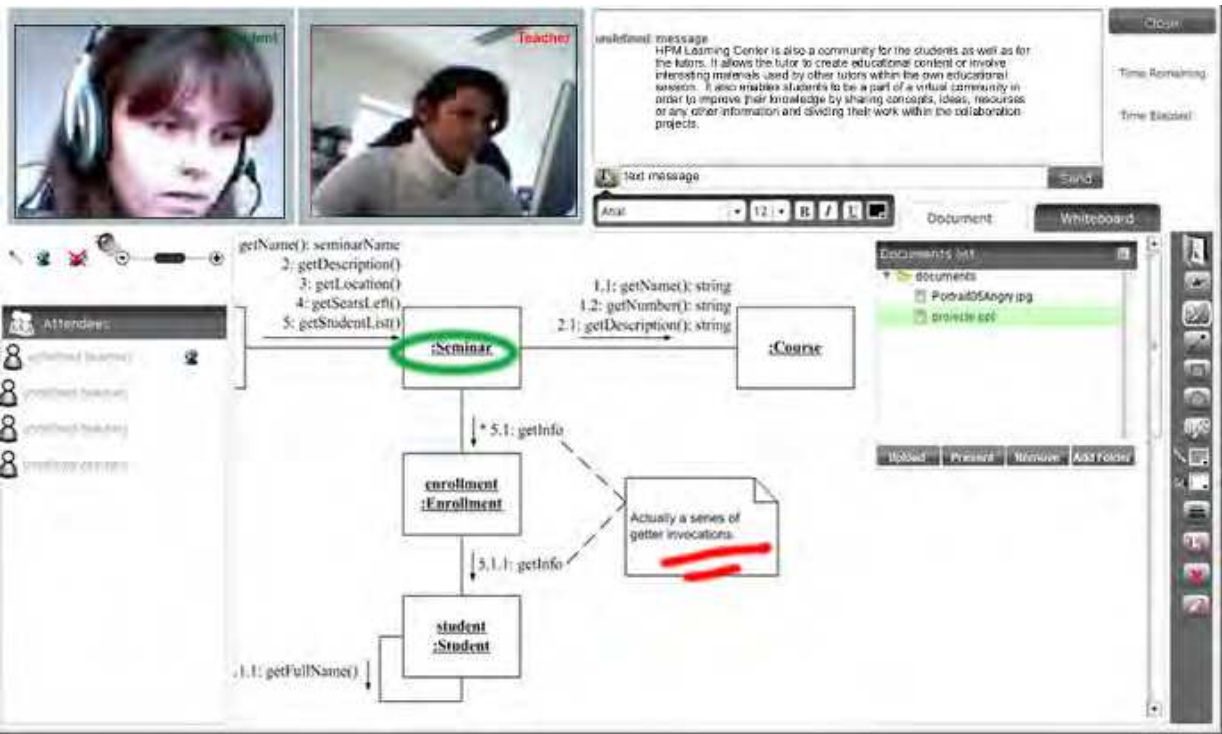 Student
Teacher
undefined: message
HPM Learning Center is also a community for the students as well as for
the tutors. It allows the tutor to create educational content or involve
interesting materials used by other tutors within the own educational
session. It also enables students to be a part of a virtual community in
order to improve their knowledge by sharing concepts, ideas, resourses
or any other information and dividing their work within the collaboration
projects.
Close
Time Remaining
Time Elapsed
text message
Send
Arial
12
B I U
Document
Whiteboard
getName(): seminarName
2: getDescription()
3: getLocation()
4: getSeatsLeft()
5: getStudentList()
Attendees
undefined teacher
:Seminar
1.1: getName(): string
1.2: getNumber(): string
2.1: getDescription(): string
:Course
Documents list
documents
Portrait05Angry.jpg
Upload
Present
Remove
Add Folder
* 5.1: getInfo
enrollment
:Enrollment
Actually a series of
getter invocations.
5.1.1: getInfo
student
:Student
.1.1: getFullName()